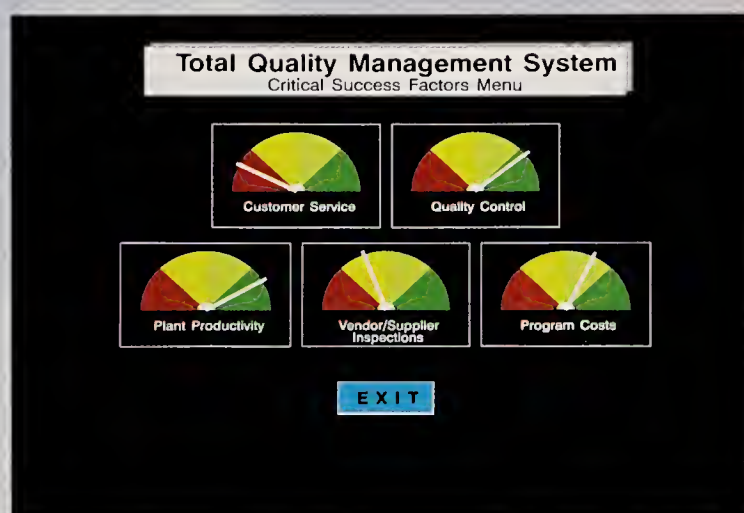 Total Quality Management System
Critical Success Factors Menu
Customer Service
Quality Control
Plant Productivity
Vendor/Supplier
Inspections
Program Costs
EXIT